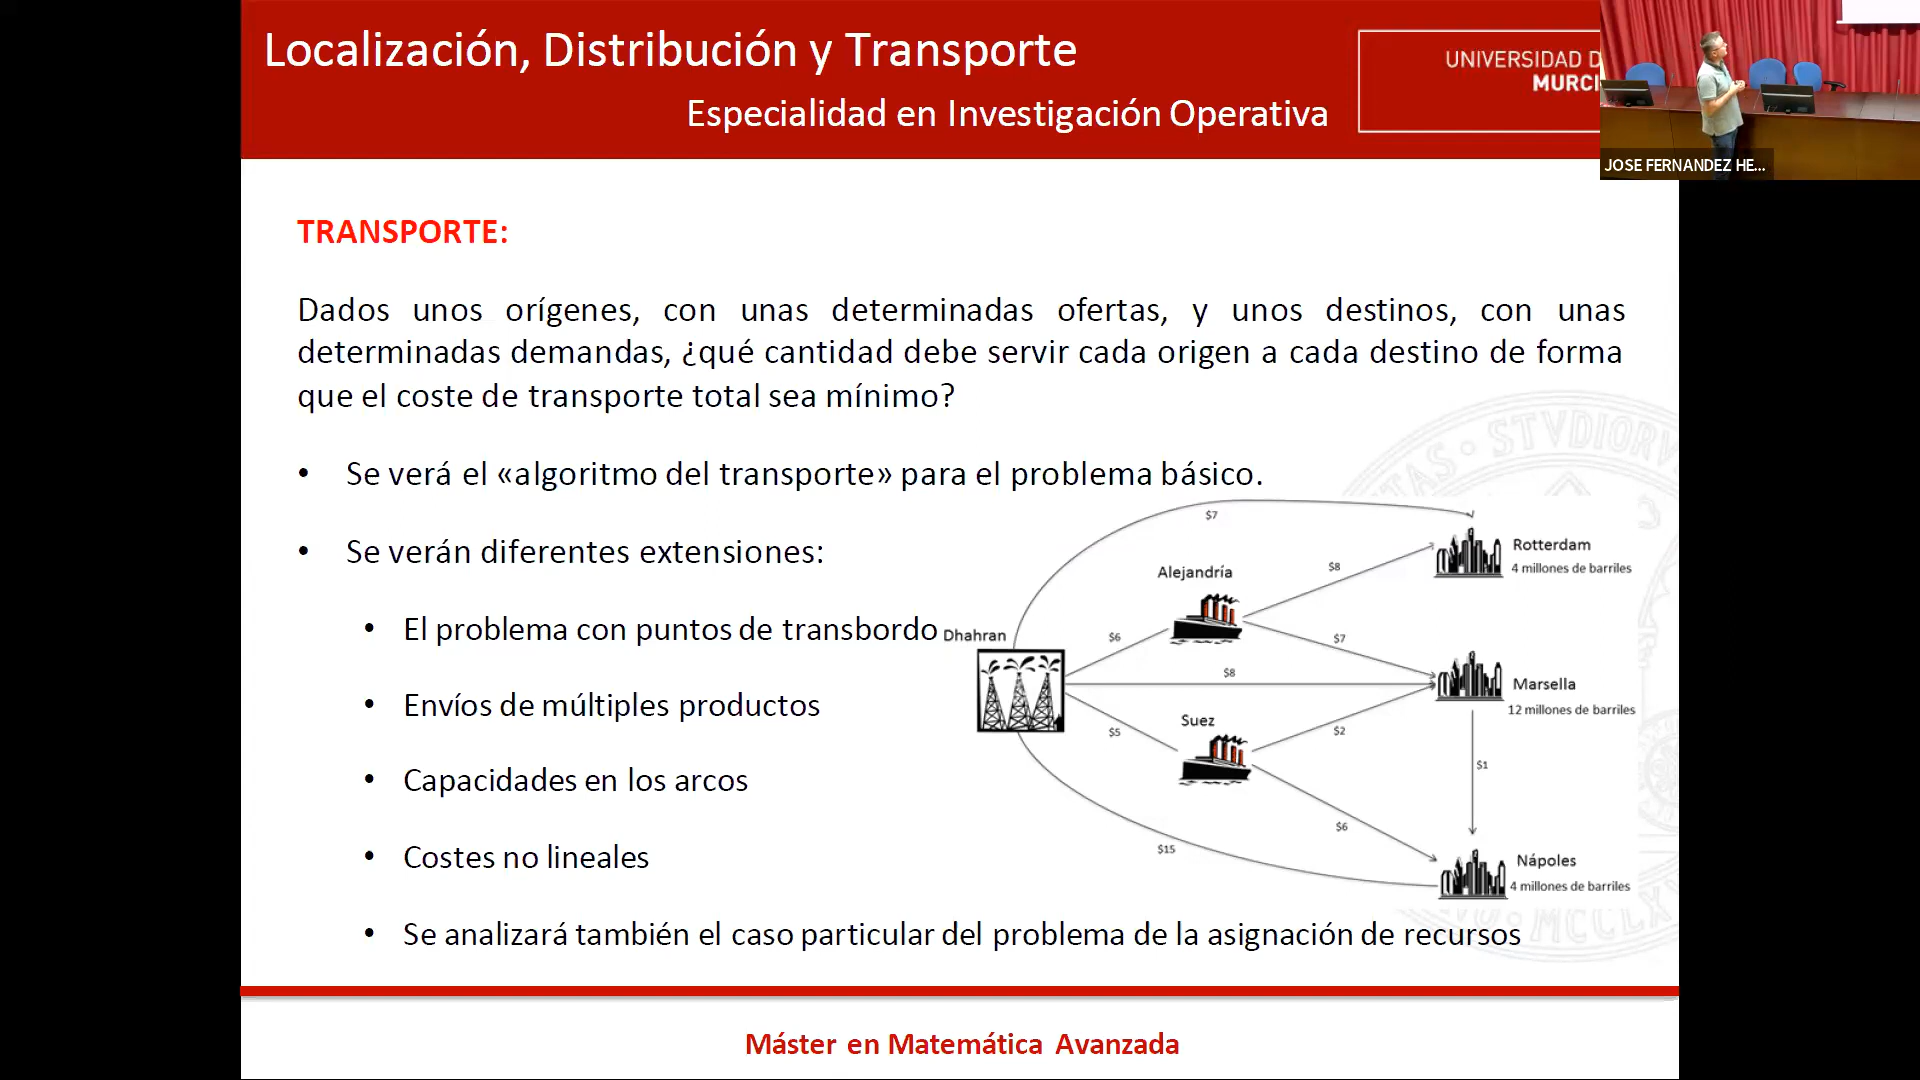 Localización, Distribución y Transporte
Especialidad en Investigación Operativa
UNIVERSIDAD D
MURCI
JOSE FERNANDEZ HE...
TRANSPORTE:
Dados unos orígenes, con unas determinadas ofertas, y unos destinos, con unas
determinadas demandas, ¿qué cantidad debe servir cada origen a cada destino de forma
que el coste de transporte total sea mínimo?
• Se verá el «algoritmo del transporte» para el problema básico.
• Se verán diferentes extensiones:
• El problema con puntos de transbordo
• Envíos de múltiples productos
• Capacidades en los arcos
• Costes no lineales
• Se analizará también el caso particular del problema de la asignación de recursos
$7
Rotterdam
4 millones de barriles
$8
Alejandría
Dhahran
$6
$7
$8
Marsella
12 millones de barriles
Suez
$5
$2
$1
$6
$15
Nápoles
4 millones de barriles
ITAS · STVDIORV
MCCLX
Máster en Matemática Avanzada